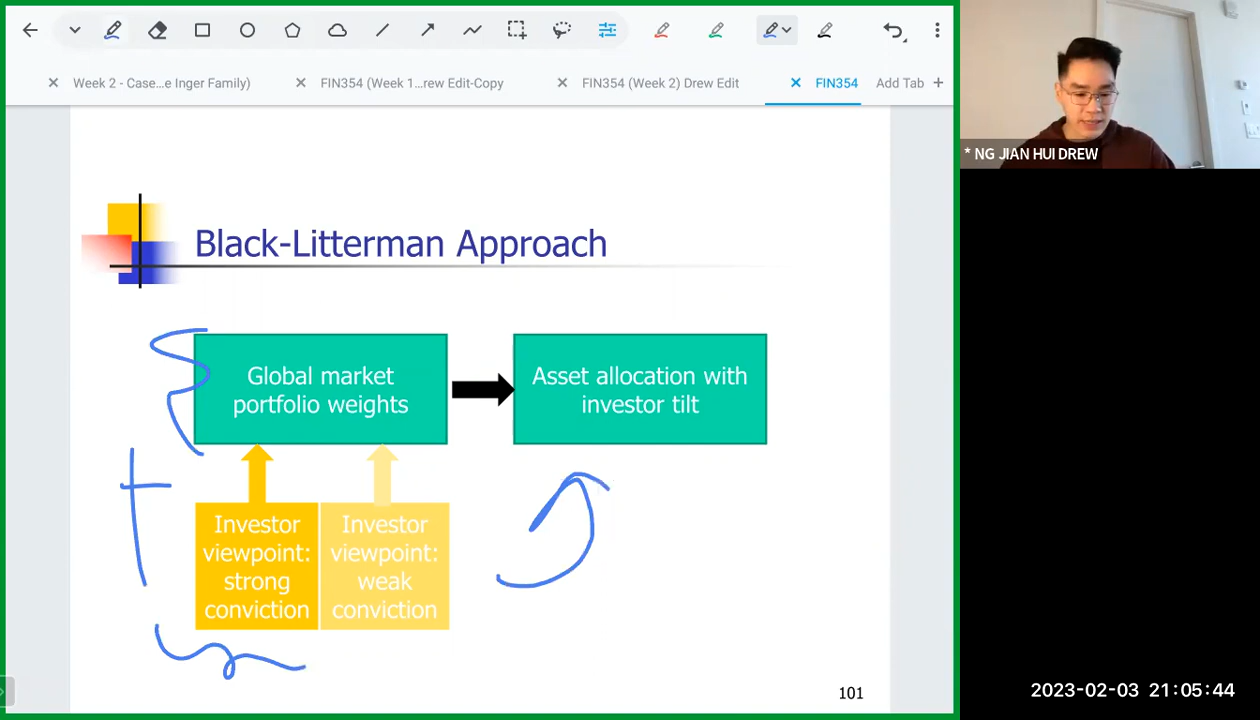 Week 2 - Case...e Inger Family)
FIN354 (Week 1...rew Edit-Copy
FIN354 (Week 2) Drew Edit
FIN354
Add Tab
* NG JIAN HUI DREW
Black-Litterman Approach
Global market
portfolio weights
Asset allocation with
investor tilt
Investor
viewpoint:
strong
conviction
Investor
viewpoint:
weak
conviction
101
2023-02-03 21:05:44